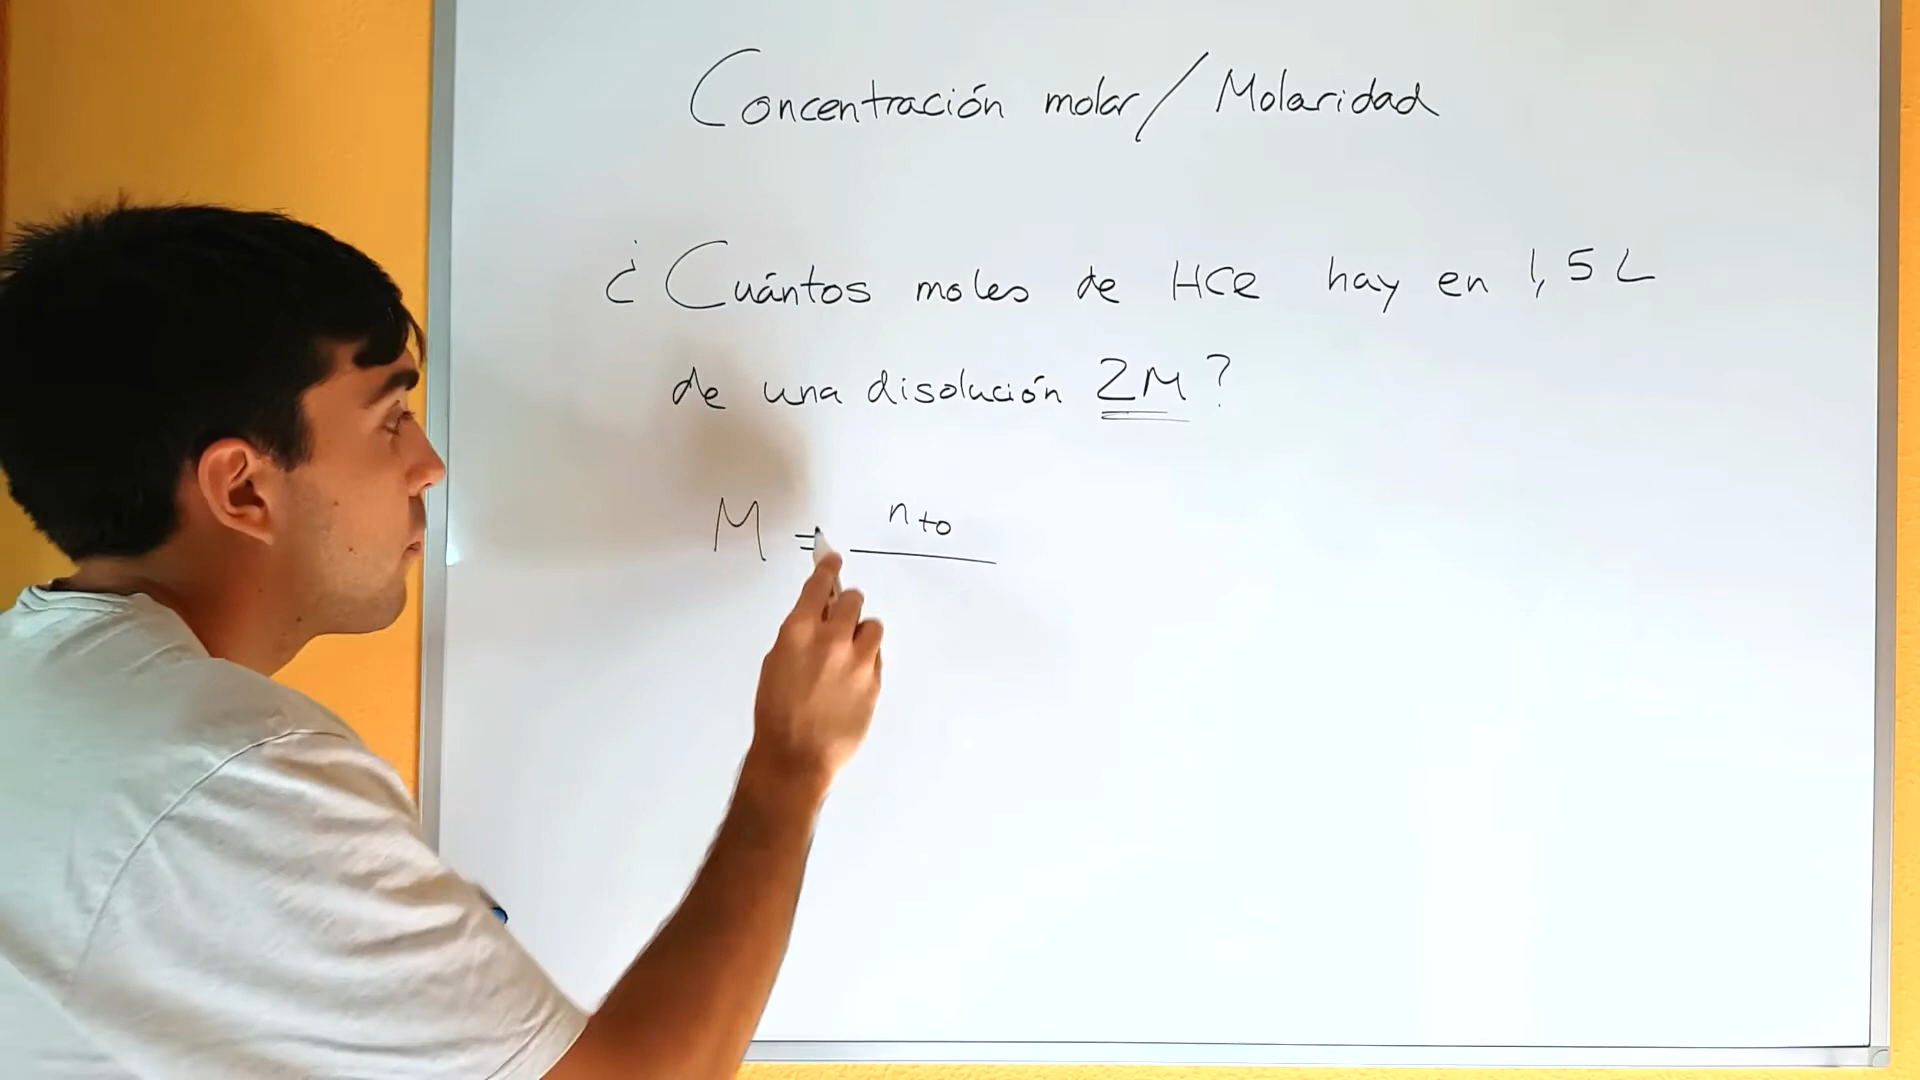 Concentración molar / Molaridad
¿Cuántos moles de HCl hay en 1,5 L
de una disolución 2M?
M = nto